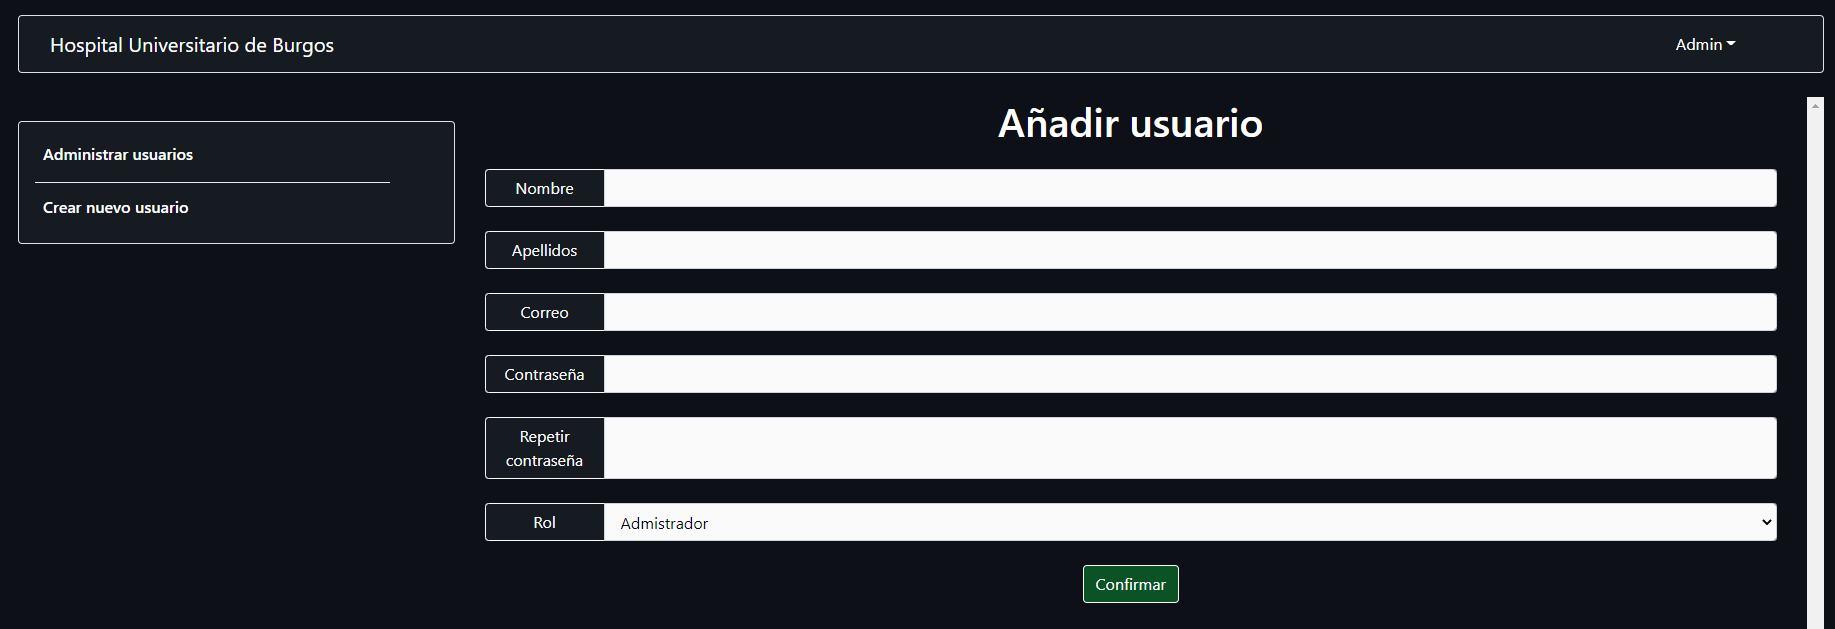 Hospital Universitario de Burgos
Admin
Administrar usuarios
Crear nuevo usuario
Añadir usuario
Nombre
Apellidos
Correo
Contraseña
Repetir
contraseña
Rol
Admistrador
Confirmar